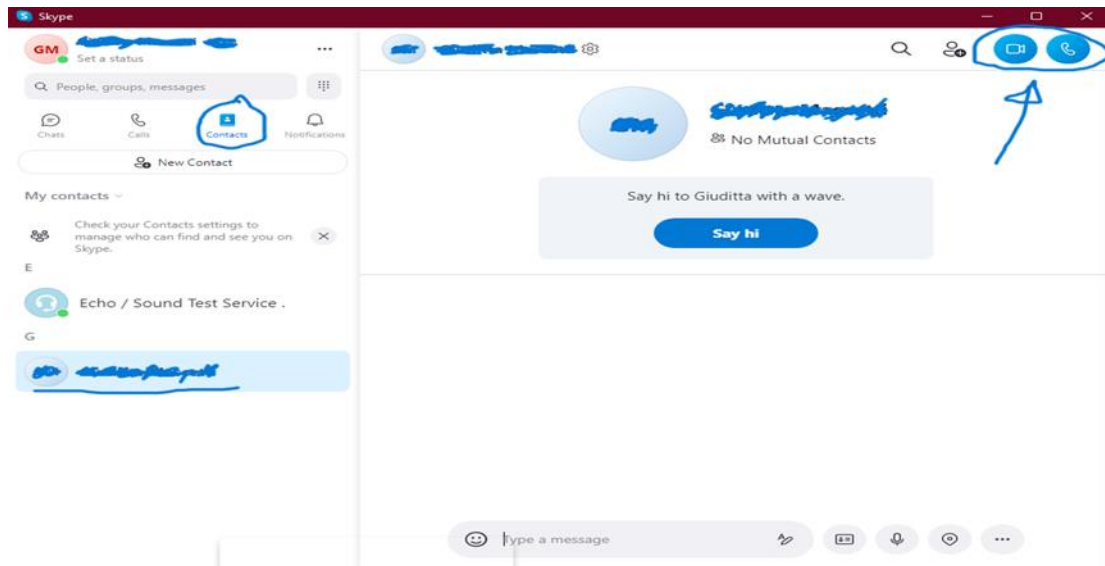 Skype
GM
Set a status
People, groups, messages
Chats Calls Contacts Notifications
New Contact
My contacts
Check your Contacts settings to
manage who can find and see you on
Skype.
E
Echo / Sound Test Service .
G
No Mutual Contacts
Say hi to Giuditta with a wave.
Say hi
Type a message